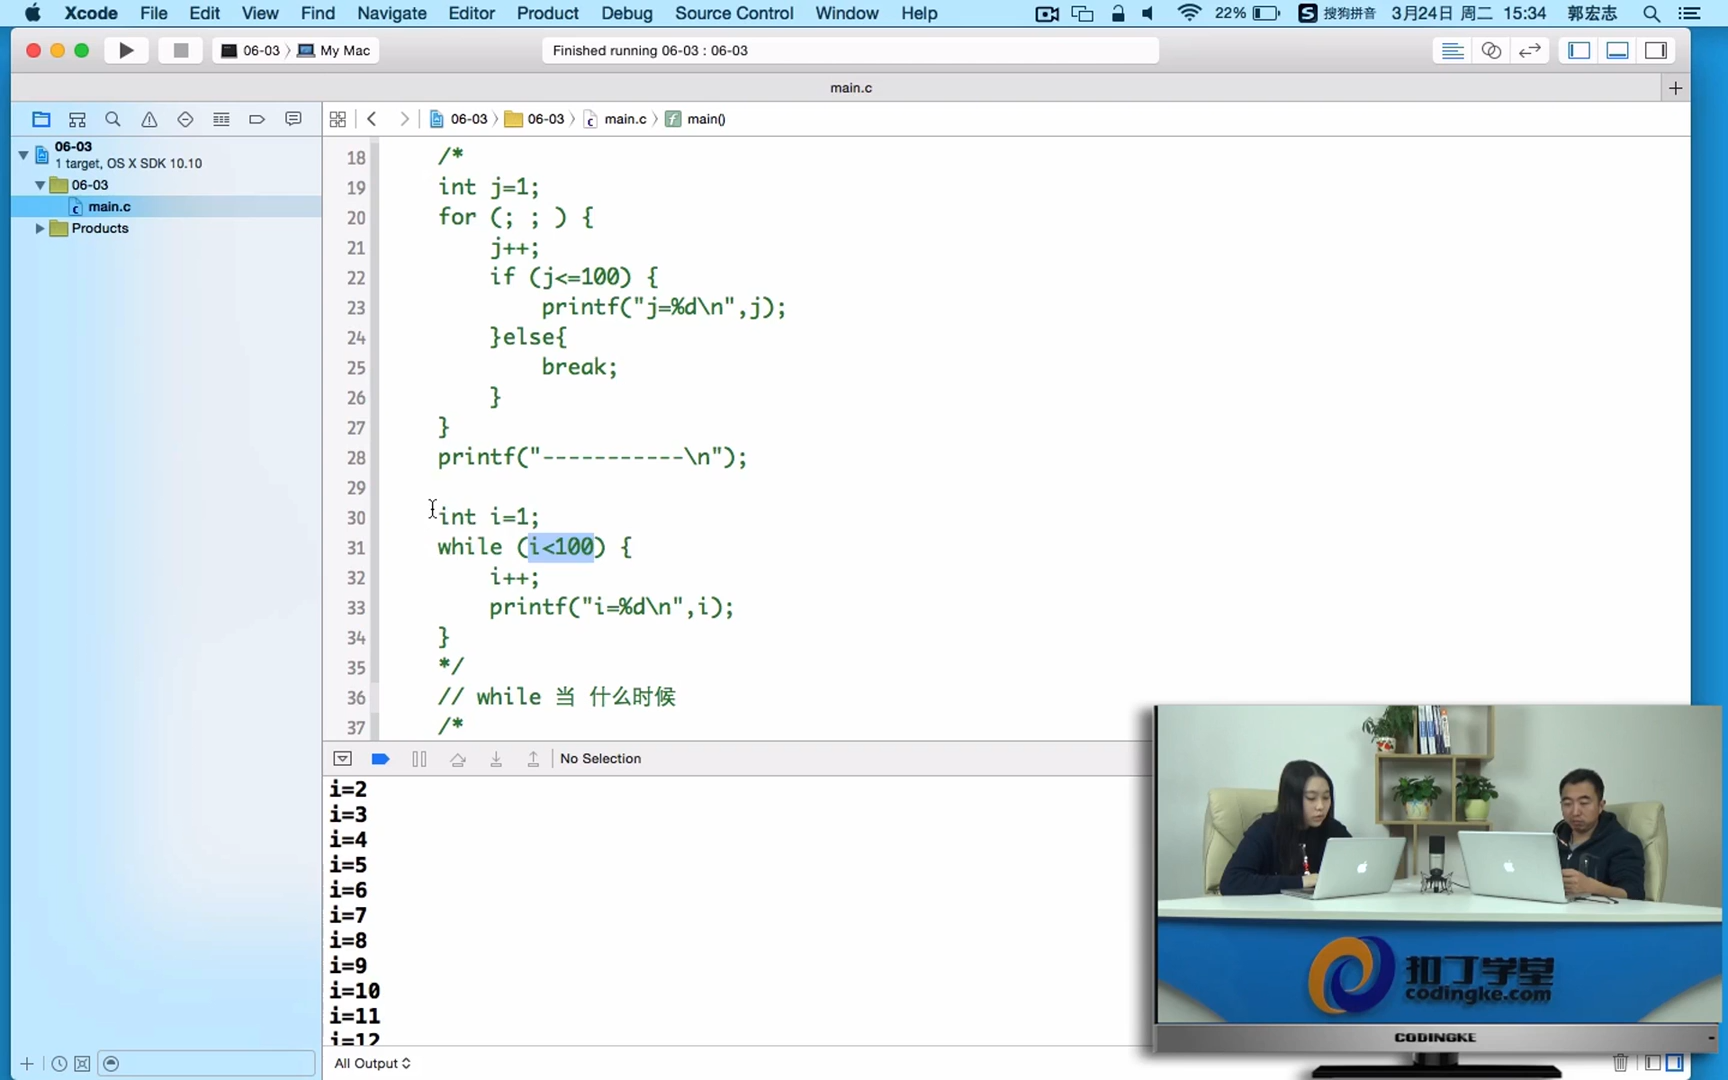 Xcode File Edit View Find Navigate Editor Product Debug Source Control Window Help 22% S 搜狗拼音 3月24日 周二 15:34 郭宏志
06-03 My Mac Finished running 06-03 : 06-03
main.c
06-03 06-03 main.c main()
06-03
1 target, OS X SDK 10.10
06-03
main.c
Products
18 /*
19 int j=1;
20 for (; ; ) {
21 j++;
22 if (j<=100) {
23 printf("j=%d\n",j);
24 }else{
25 break;
26 }
27 }
28 printf("-----------\n");
29
30 int i=1;
31 while (i<100) {
32 i++;
33 printf("i=%d\n",i);
34 }
35 */
36 // while 当 什么时候
37 /*
No Selection
i=2
i=3
i=4
i=5
i=6
i=7
i=8
i=9
i=10
i=11
i=12
All Output
扣丁学堂
codingke.com
CODINGKE